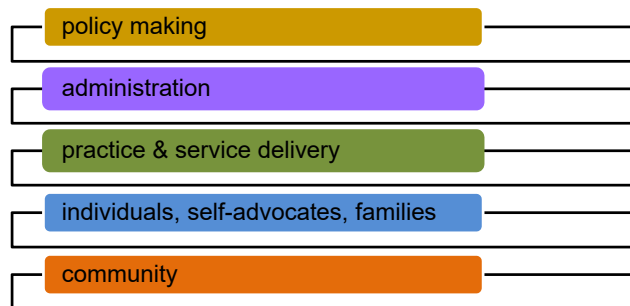 policy making
administration
practice & service delivery
individuals, self-advocates, families
community